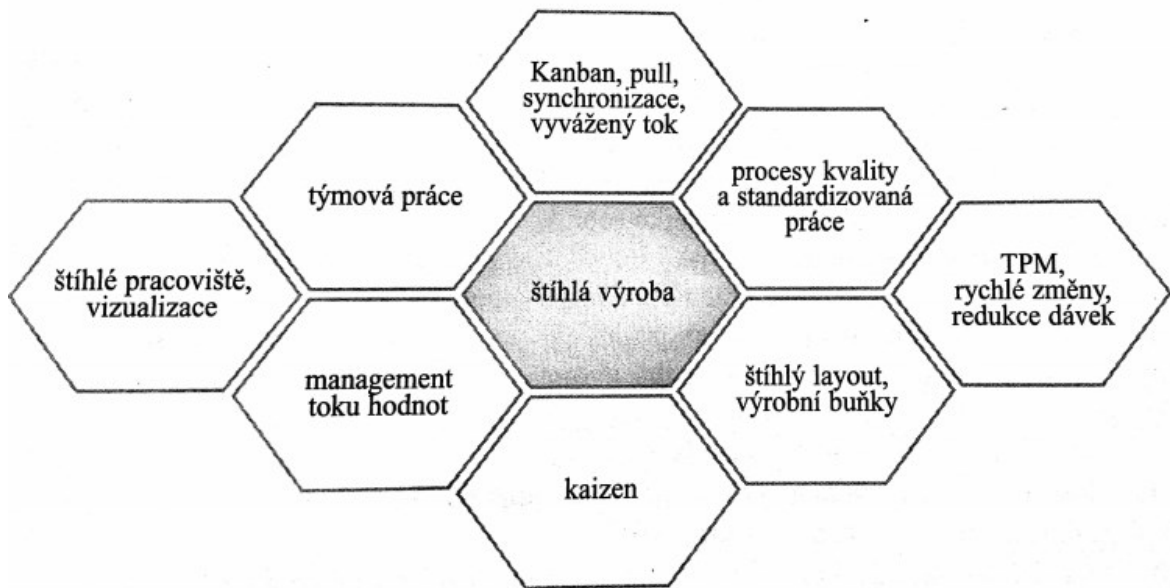 Kanban, pull,
synchronizace,
vyvážený tok
týmová práce
procesy kvality
a standardizovaná
práce
štíhlé pracoviště,
vizualizace
štíhlá výroba
TPM,
rychlé změny,
redukce dávek
management
toku hodnot
štíhlý layout,
výrobní buňky
kaizen